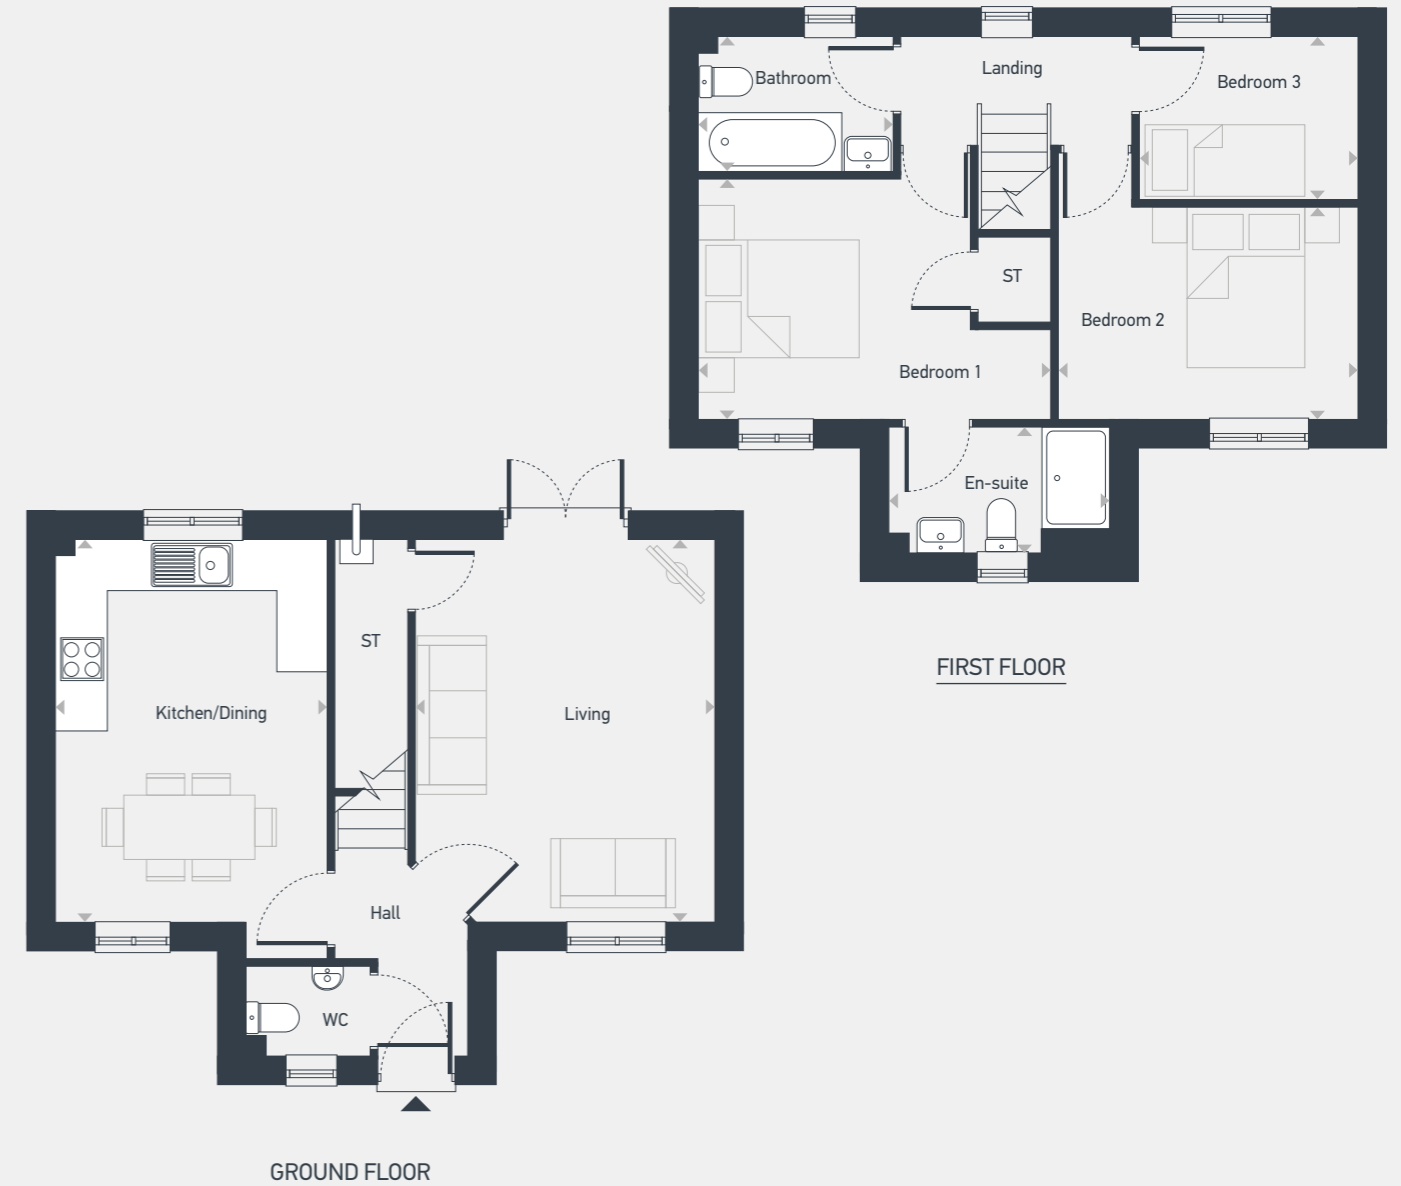 Bathroom
Landing
Bedroom 3
ST
Bedroom 2
Bedroom 1
En-suite
FIRST FLOOR
ST
Kitchen/Dining
Living
Hall
WC
GROUND FLOOR